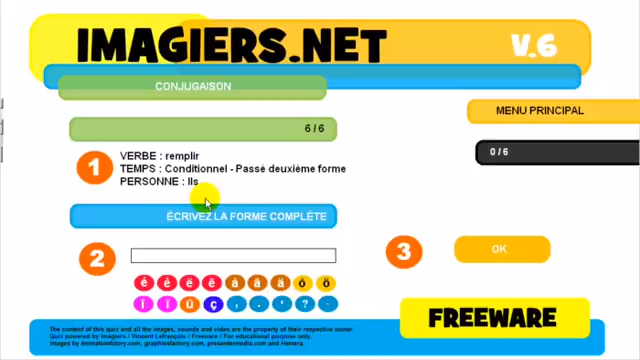 IMAGIERS.NET
V.6
CONJUGAISON
MENU PRINCIPAL
6 / 6
0 / 6
1
VERBE : remplir
TEMPS : Conditionnel - Passé deuxième forme
PERSONNE : Ils
ÉCRIVEZ LA FORME COMPLÈTE
2
3
OK
ç
?
FREEWARE
The content of this quiz and all the images, sounds and video are the property of their respective owner.
Quiz powered by Imagiers / Vincent Lefrançois / Freeware / For educational purpose only.
Images by Animationfactory.com, graphicsfactory.com, presentermedia.com and Hemera.